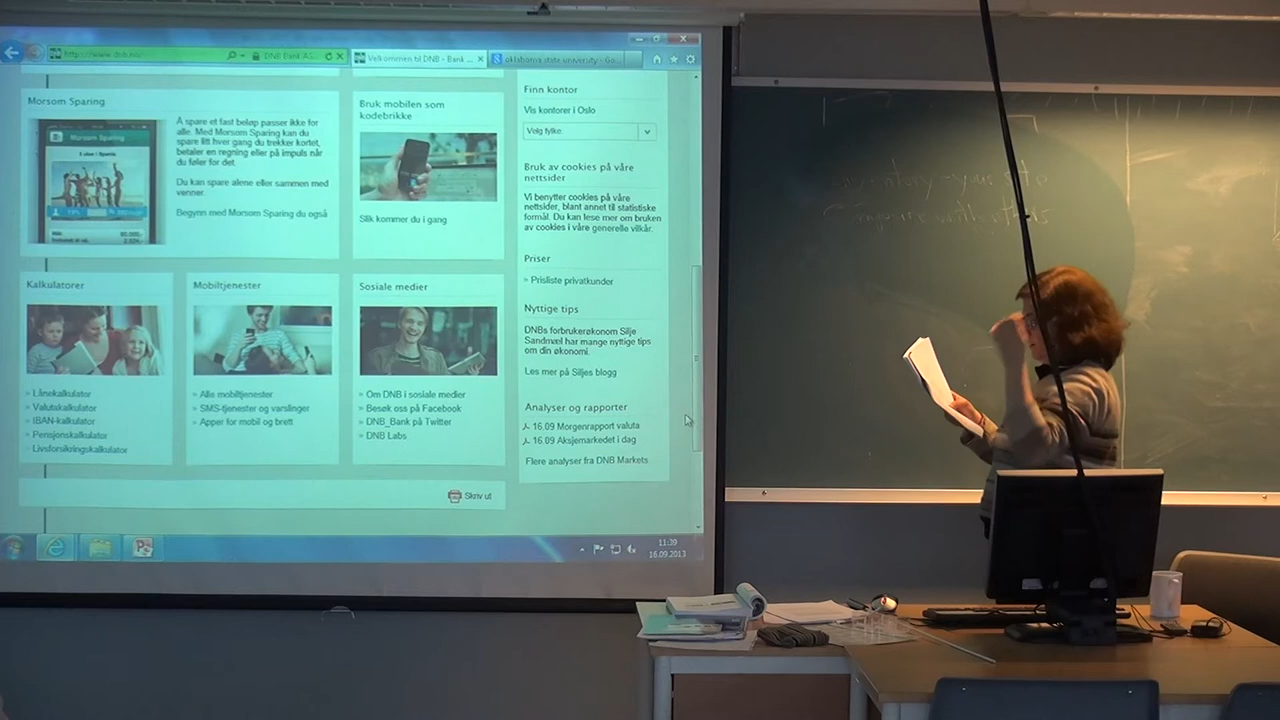 http://www.dnb.no/
DNB Bank AS...
Velkommen til DNB - Bank ...
oklahoma state university - Go...
Morsom Sparing
Morsom Sparing
Å spare et fast beløp passer ikke for
alle. Med Morsom Sparing kan du
spare litt hver gang du trekker kortet,
betaler en regning eller på impuls når
du føler for det.
Du kan spare alene eller sammen med
venner.
Begynn med Morsom Sparing du også
Bruk mobilen som
kodebrikke
Slik kommer du i gang
Finn kontor
Vis kontorer i Oslo
Velg fylke
Bruk av cookies på våre
nettsider
Vi benytter cookies på våre
nettsider, blant annet til statistiske
formål. Du kan lese mer om bruken
av cookies i våre generelle vilkår.
Priser
» Prisliste privatkunder
Nyttige tips
DNBs forbrukerøkonom Silje
Sandmæl har mange nyttige tips
om din økonomi.
Les mer på Siljes blogg
Analyser og rapporter
16.09 Morgenrapport valuta
16.09 Aksjemarkedet i dag
Flere analyser fra DNB Markets
Kalkulatorer
» Lånekalkulator
» Valutakalkulator
» IBAN-kalkulator
» Pensjonskalkulator
» Livsforsikringskalkulator
Mobiltjenester
» Alle mobiltjenester
» SMS-tjenester og varslinger
» Apper for mobil og brett
Sosiale medier
» Om DNB i sosiale medier
» Besøk oss på Facebook
» DNB_Bank på Twitter
» DNB Labs
Skriv ut
11:39
16.09.2013